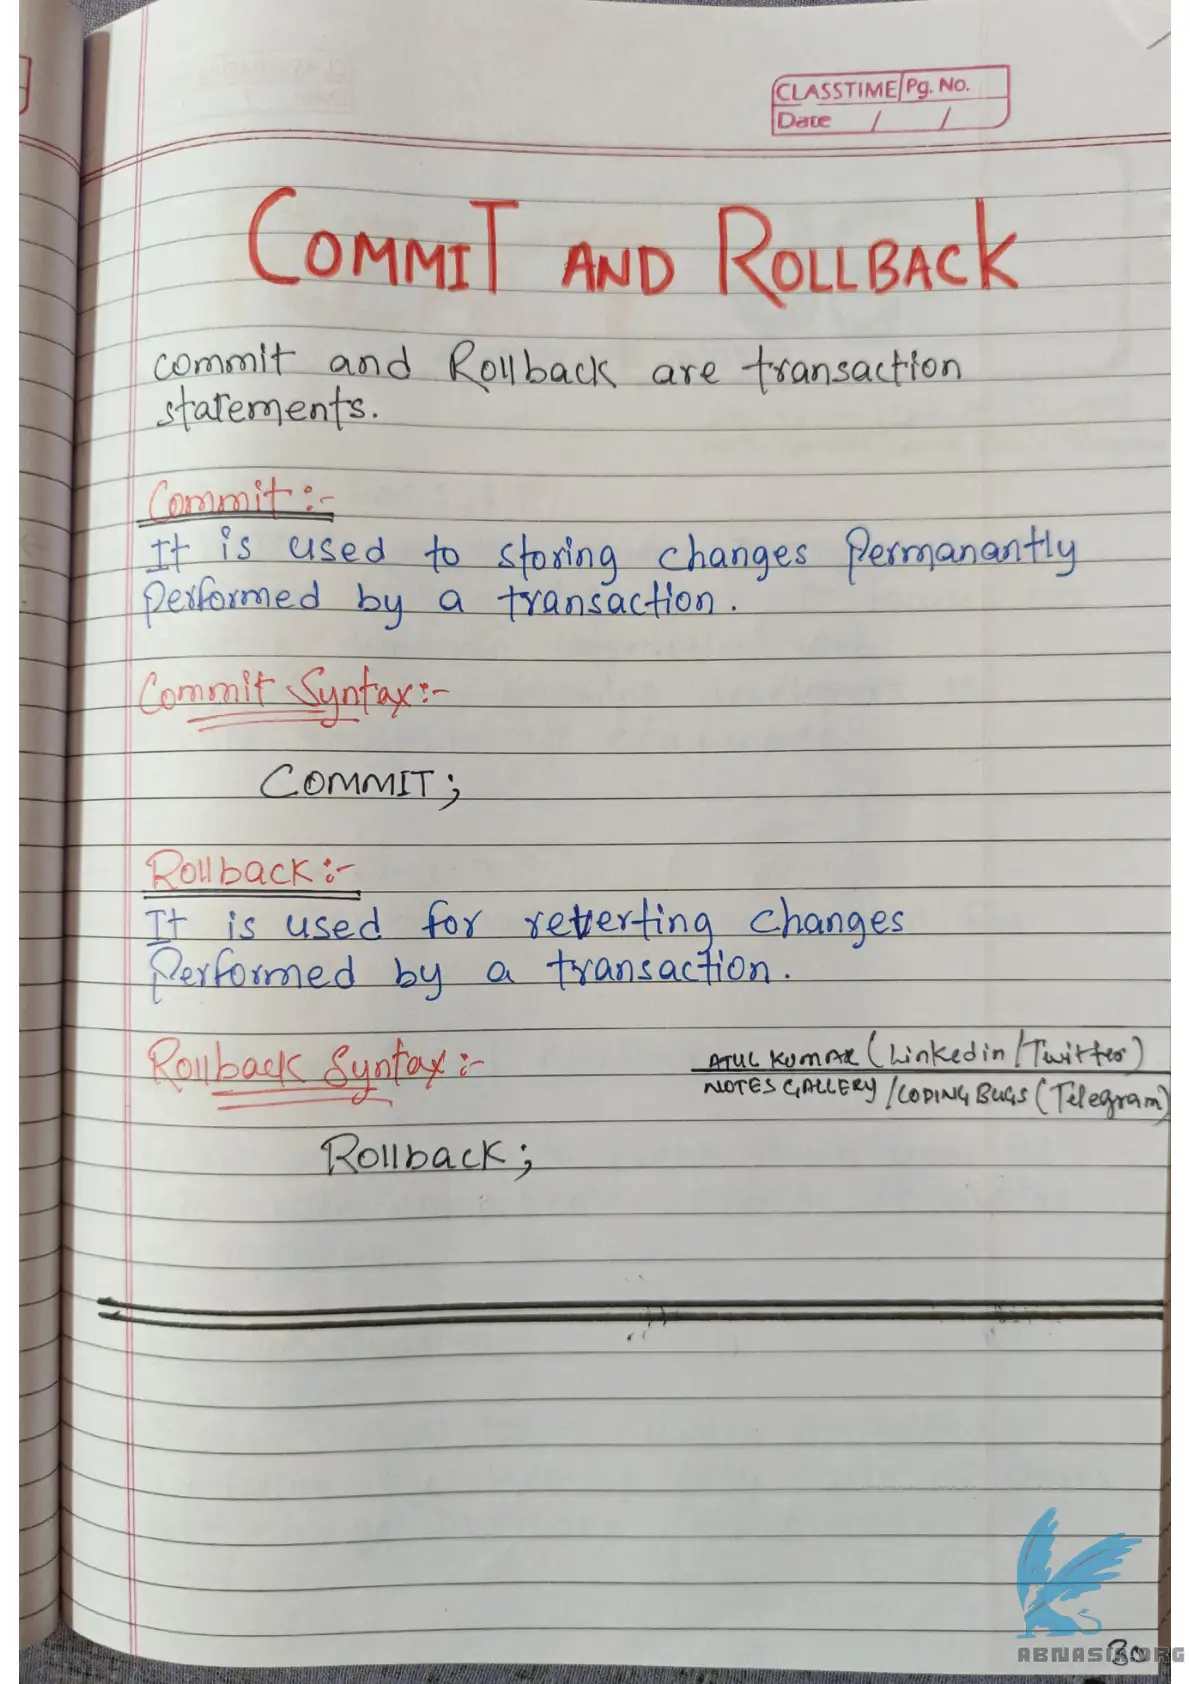 CLASSTIME Pg. No.
Date / /
COMMIT AND ROLLBACK
commit and Rollback are transaction
statements.
Commit :-
It is used to storing changes Permanantly
Performed by a transaction.
Commit Syntax:-
COMMIT;
Rollback:-
It is used for reverting changes
Performed by a transaction.
Rollback Syntax:-
ATUL KUMAR (Linkedin/Twitter)
NOTES GALLERY/CODING BUGS (Telegram)
Rollback;
30
ABNASIA.ORG